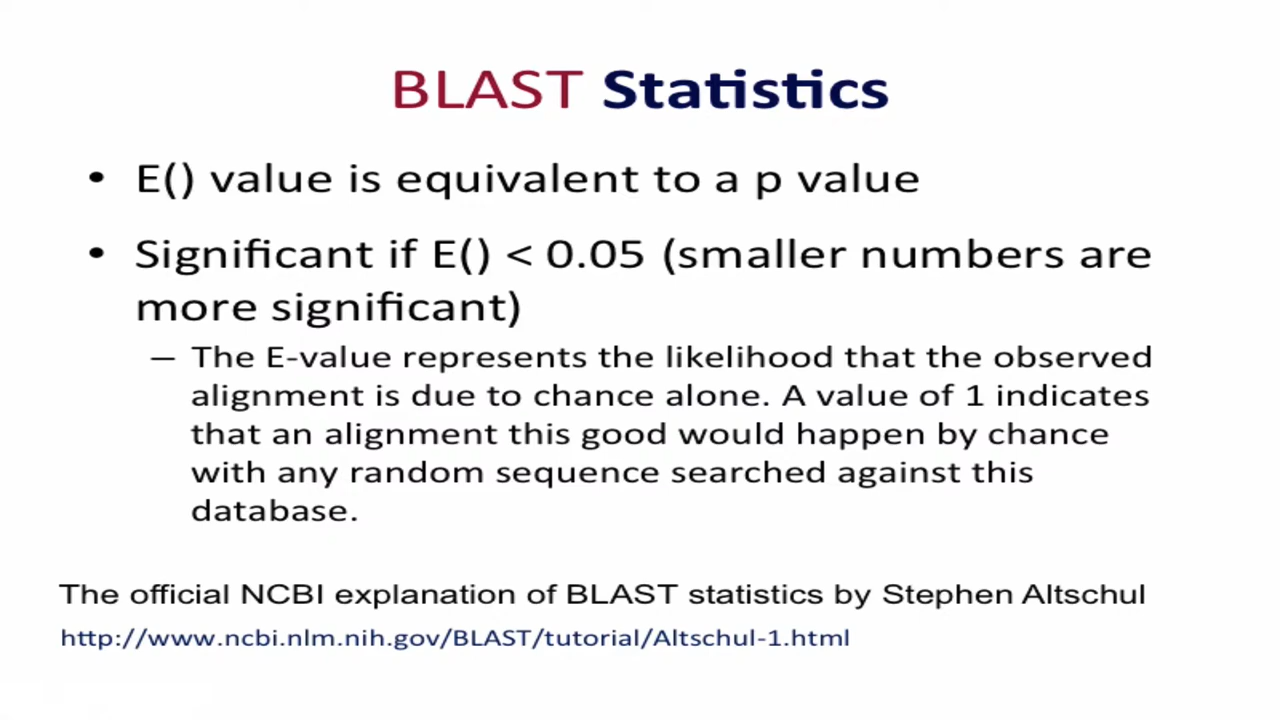 BLAST Statistics
• E() value is equivalent to a p value
• Significant if E() < 0.05 (smaller numbers are
more significant)
– The E-value represents the likelihood that the observed
alignment is due to chance alone. A value of 1 indicates
that an alignment this good would happen by chance
with any random sequence searched against this
database.
The official NCBI explanation of BLAST statistics by Stephen Altschul
http://www.ncbi.nlm.nih.gov/BLAST/tutorial/Altschul-1.html